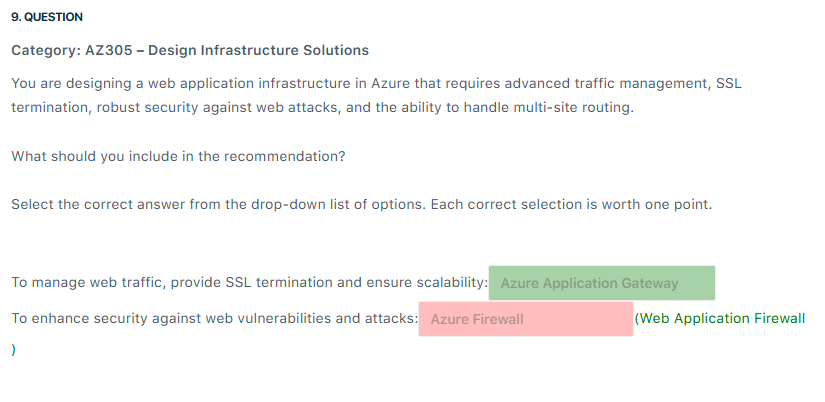 9. QUESTION
Category: AZ305 – Design Infrastructure Solutions
You are designing a web application infrastructure in Azure that requires advanced traffic management, SSL
termination, robust security against web attacks, and the ability to handle multi-site routing.
What should you include in the recommendation?
Select the correct answer from the drop-down list of options. Each correct selection is worth one point.
To manage web traffic, provide SSL termination and ensure scalability: Azure Application Gateway
To enhance security against web vulnerabilities and attacks: Azure Firewall (Web Application Firewall
)